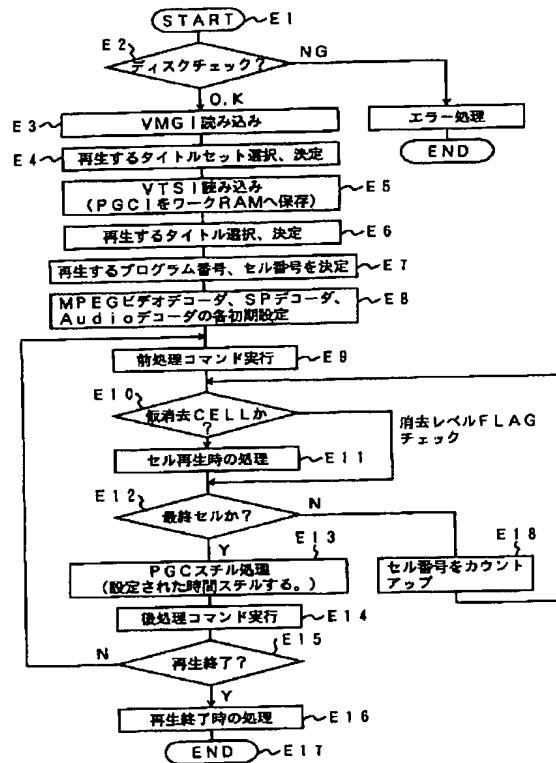 START E1
E2
ディスクチェック? NG
O.K
E3 VMGI読み込み エラー処理
E4 再生するタイトルセット選択、決定 END
VTSI読み込み E5
(PGCIをワークRAMへ保存)
再生するタイトル選択、決定 E6
再生するプログラム番号、セル番号を決定 E7
MPEGビデオデコーダ、SPデコーダ、 E8
Audioデコーダの各初期設定
前処理コマンド実行 E9
E10
仮消去CELLか
?
消去レベルFLAG
チェック
セル再生時の処理 E11
E12
最終セルか? N
Y E13 E18
PGCスチル処理
(設定された時間スチルする。)
セル番号をカウント
アップ
後処理コマンド実行 E14
E15
N 再生終了?
Y
再生終了時の処理 E16
END E17